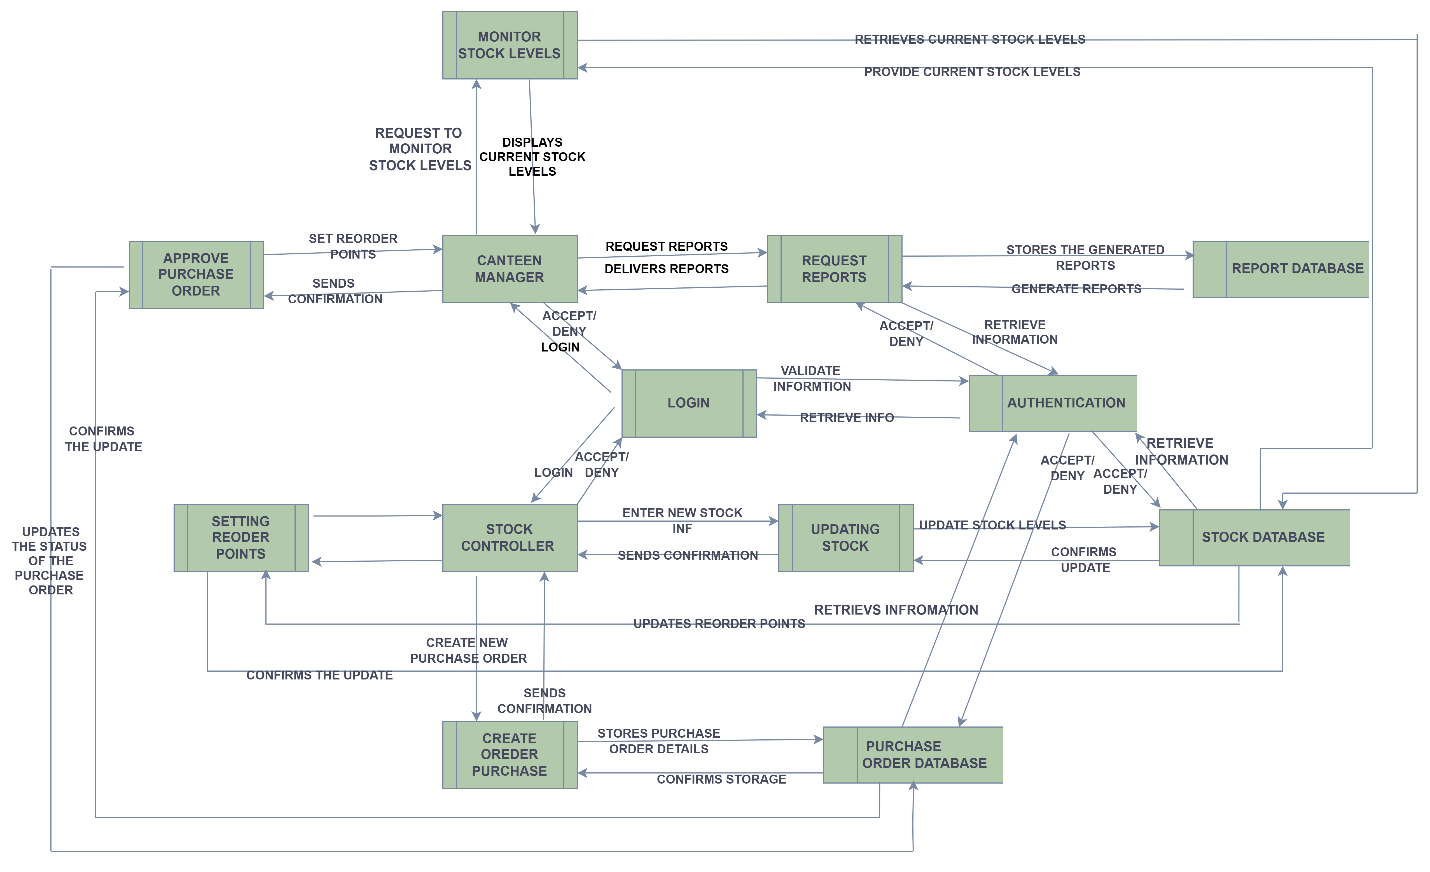 MONITOR
STOCK LEVELS
RETRIEVES CURRENT STOCK LEVELS
PROVIDE CURRENT STOCK LEVELS
REQUEST TO
MONITOR
STOCK LEVELS
DISPLAYS
CURRENT STOCK
LEVELS
APPROVE
PURCHASE
ORDER
SET REORDER
POINTS
SENDS
CONFIRMATION
CANTEEN
MANAGER
REQUEST REPORTS
DELIVERS REPORTS
REQUEST
REPORTS
STORES THE GENERATED
REPORTS
GENERATE REPORTS
REPORT DATABASE
ACCEPT/
DENY
LOGIN
ACCEPT/
DENY
RETRIEVE
INFORMATION
LOGIN
VALIDATE
INFORMTION
RETRIEVE INFO
AUTHENTICATION
CONFIRMS
THE UPDATE
LOGIN
ACCEPT/
DENY
ACCEPT/
DENY
ACCEPT/
DENY
RETRIEVE
INFORMATION
SETTING
REODER
POINTS
STOCK
CONTROLLER
ENTER NEW STOCK
INF
SENDS CONFIRMATION
UPDATING
STOCK
UPDATE STOCK LEVELS
CONFIRMS
UPDATE
STOCK DATABASE
UPDATES
THE STATUS
OF THE
PURCHASE
ORDER
RETRIEVS INFROMATION
UPDATES REORDER POINTS
CREATE NEW
PURCHASE ORDER
CONFIRMS THE UPDATE
SENDS
CONFIRMATION
CREATE
OREDER
PURCHASE
STORES PURCHASE
ORDER DETAILS
CONFIRMS STORAGE
PURCHASE
ORDER DATABASE